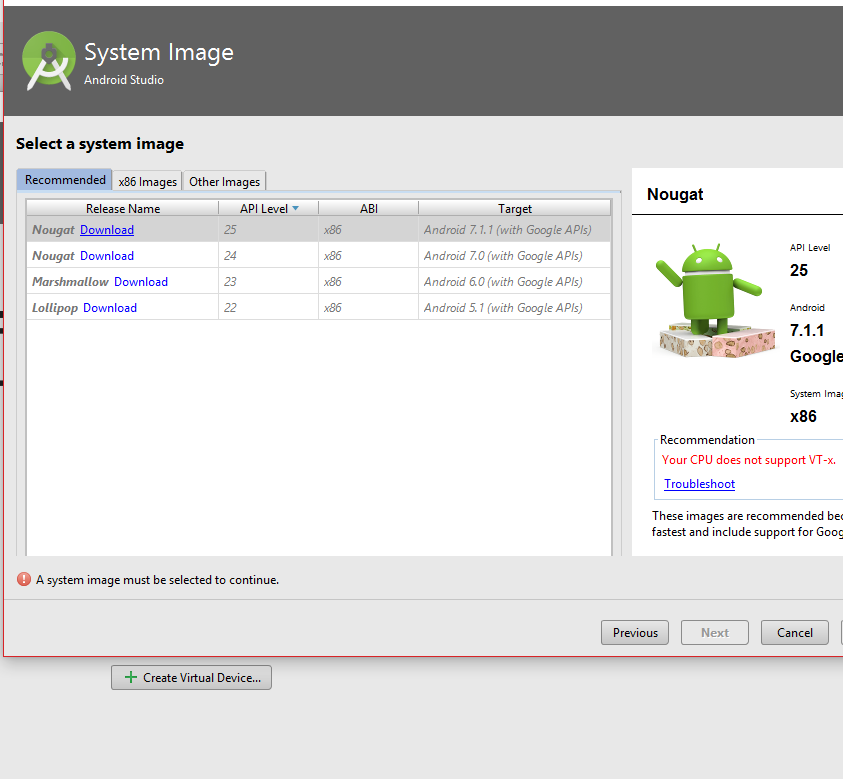 System Image
Android Studio
Select a system image
Recommended x86 Images Other Images
Release Name API Level ABI Target
Nougat Download 25 x86 Android 7.1.1 (with Google APIs)
Nougat Download 24 x86 Android 7.0 (with Google APIs)
Marshmallow Download 23 x86 Android 6.0 (with Google APIs)
Lollipop Download 22 x86 Android 5.1 (with Google APIs)
Nougat
API Level
25
Android
7.1.1
Google
System Imag
x86
Recommendation
Your CPU does not support VT-x.
Troubleshoot
These images are recommended bec
fastest and include support for Goog
A system image must be selected to continue.
Previous Next Cancel
Create Virtual Device...